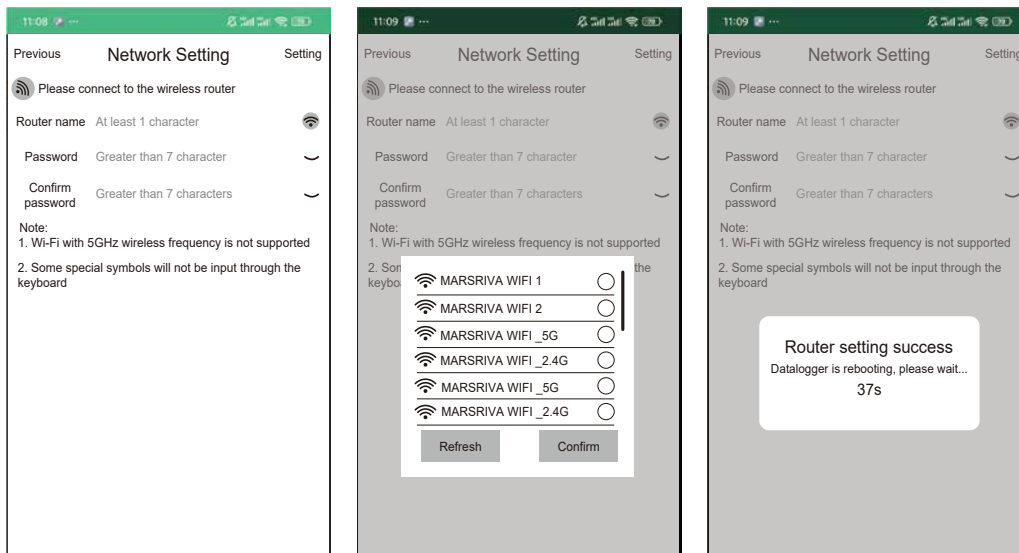 11:08 ...
Previous Network Setting Setting
Please connect to the wireless router
Router name At least 1 character
Password Greater than 7 character
Confirm
password
Greater than 7 characters
Note:
1. Wi-Fi with 5GHz wireless frequency is not supported
2. Some special symbols will not be input through the
keyboard
11:09 ...
Previous Network Setting Setting
Please connect to the wireless router
Router name At least 1 character
Password Greater than 7 character
Confirm
password
Greater than 7 characters
Note:
1. Wi-Fi with 5GHz wireless frequency is not supported
2. Som the
keybo
MARSRIVA WIFI 1
MARSRIVA WIFI 2
MARSRIVA WIFI _5G
MARSRIVA WIFI _2.4G
MARSRIVA WIFI _5G
MARSRIVA WIFI _2.4G
Refresh Confirm
11:09 ...
Previous Network Setting Setting
Please connect to the wireless router
Router name At least 1 character
Password Greater than 7 character
Confirm
password
Greater than 7 characters
Note:
1. Wi-Fi with 5GHz wireless frequency is not supported
2. Some special symbols will not be input through the
keyboard
Router setting success
Datalogger is rebooting, please wait...
37s